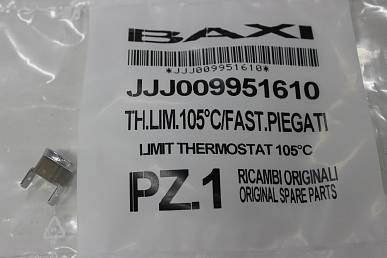 BAXI
*JJJ009951610*
JJJ009951610
TH.LIM.105°C/FAST.PIEGATI
LIMIT THERMOSTAT 105°C
PZ.1 RICAMBI ORIGINALI
ORIGINAL SPARE PARTS